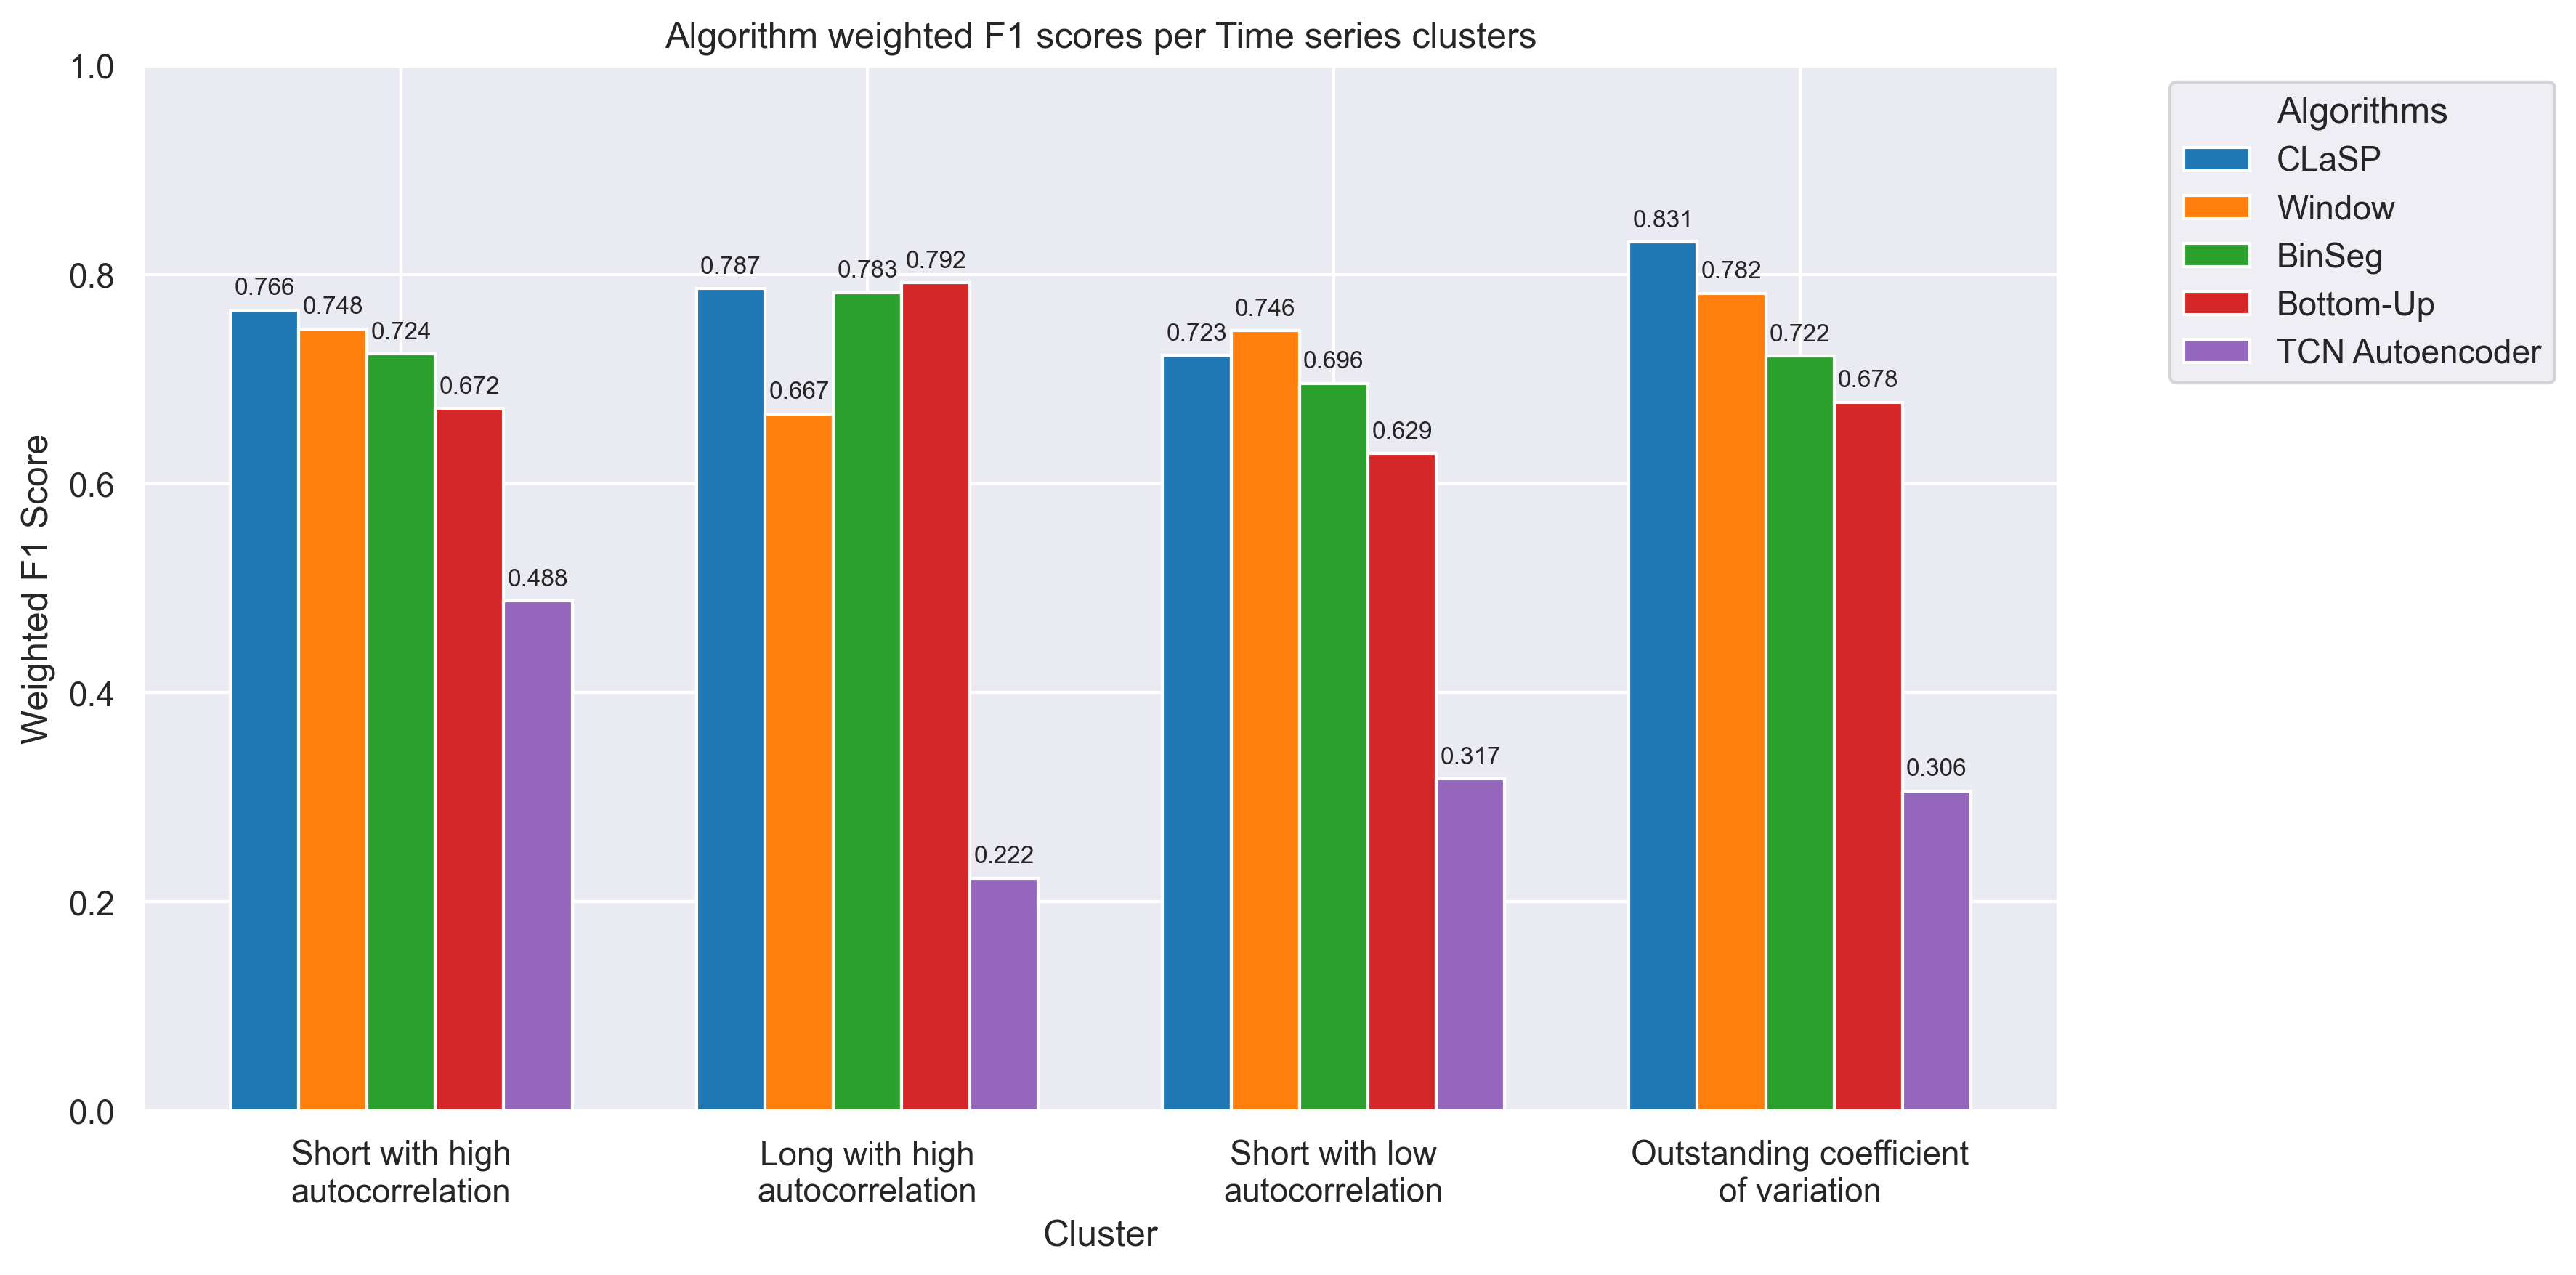 Algorithm weighted F1 scores per Time series clusters
1.0
0.8
0.6
0.4
0.2
0.0
Weighted F1 Score
0.766
0.748
0.724
0.672
0.488
0.787
0.667
0.783
0.792
0.222
0.723
0.746
0.696
0.629
0.317
0.831
0.782
0.722
0.678
0.306
Short with high
autocorrelation
Long with high
autocorrelation
Short with low
autocorrelation
Outstanding coefficient
of variation
Cluster
Algorithms
CLaSP
Window
BinSeg
Bottom-Up
TCN Autoencoder